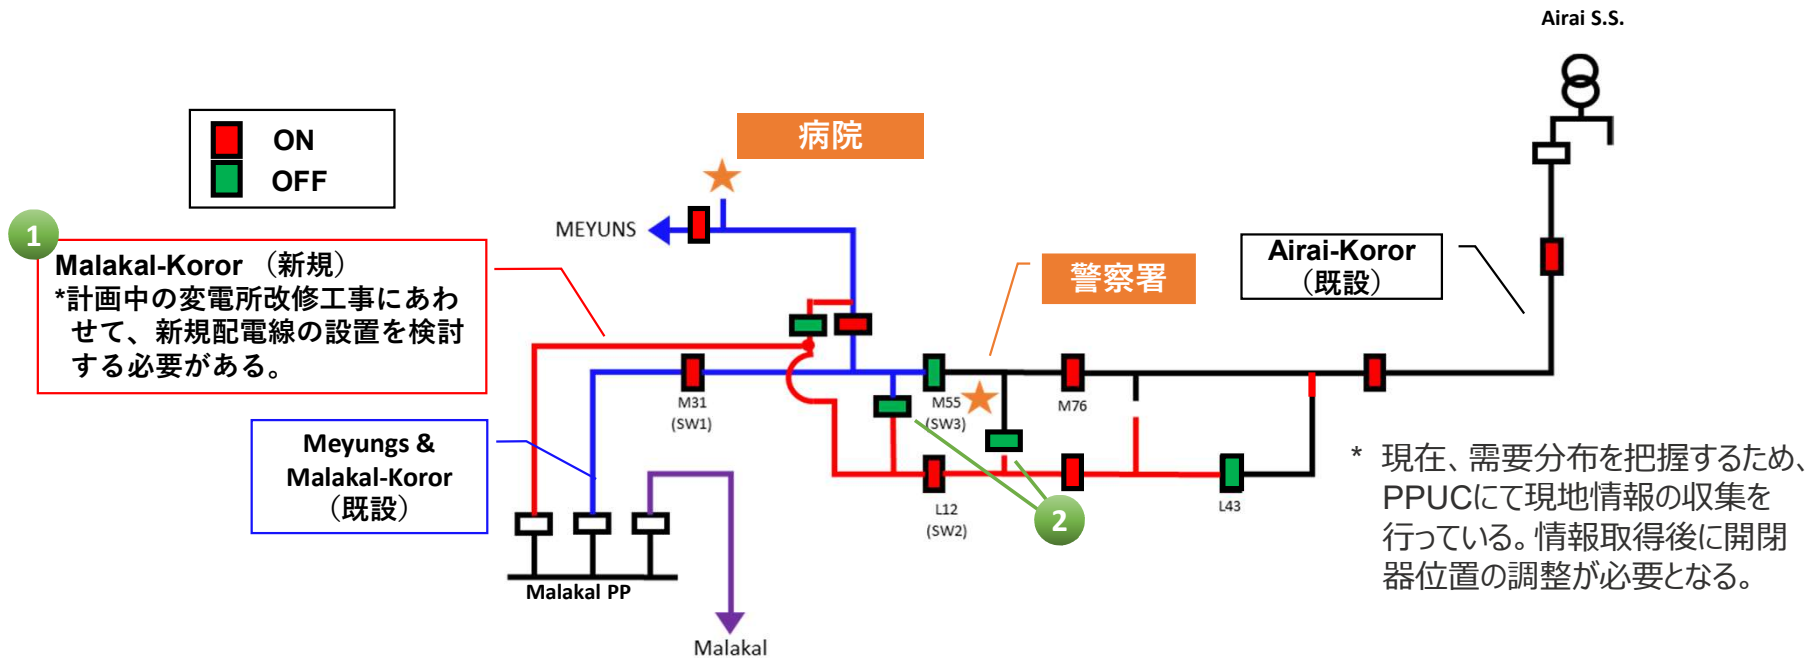 Airai S.S.
ON
OFF
病院
MEYUNS
1
Malakal-Koror （新規）
*計画中の変電所改修工事にあわ
せて、新規配電線の設置を検討
する必要がある。
警察署
Airai-Koror
（既設）
M31
(SW1)
M55
(SW3)
M76
Meyungs &
Malakal-Koror
（既設）
L12
(SW2)
2
L43
* 現在、需要分布を把握するため、
PPUCにて現地情報の収集を
行っている。情報取得後に開閉
器位置の調整が必要となる。
Malakal PP
Malakal